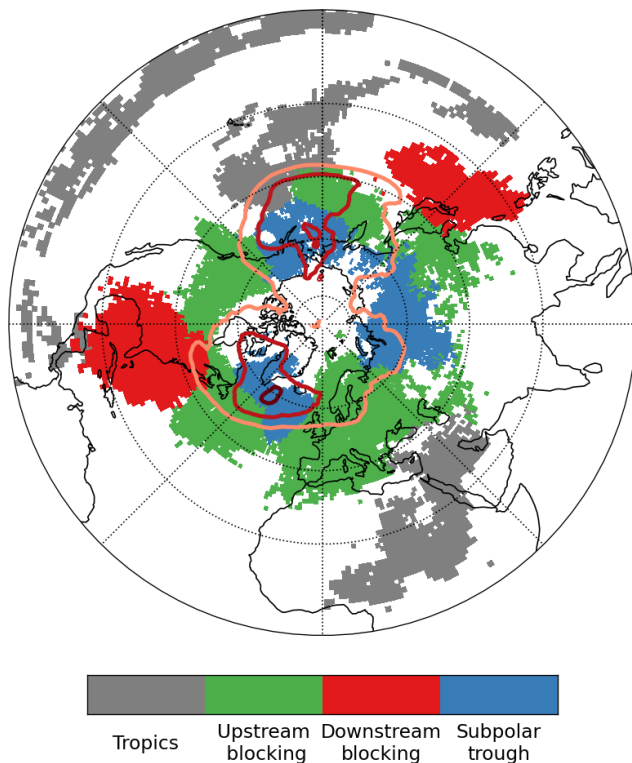 Tropics
Upstream blocking
Downstream blocking
Subpolar trough